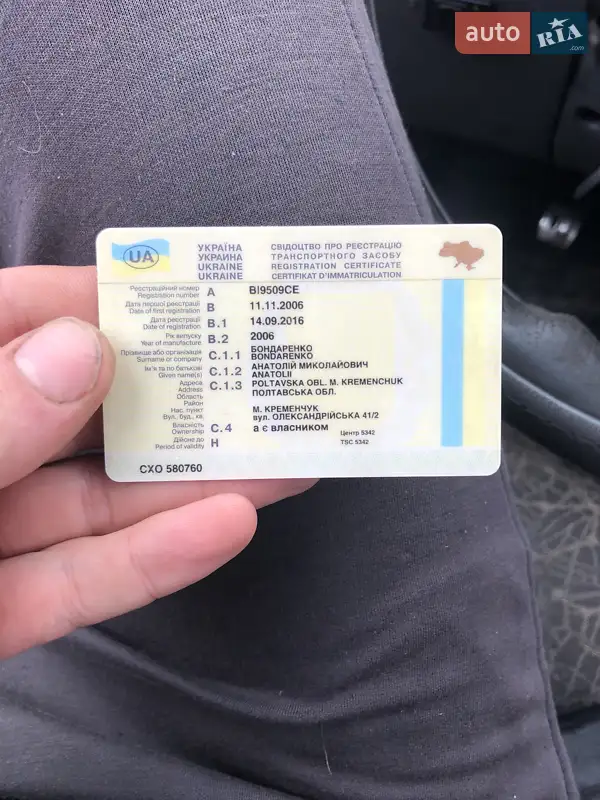 auto RIA .com
UA
УКРАЇНА СВІДОЦТВО ПРО РЕЄСТРАЦІЮ
УКРАИНА ТРАНСПОРТНОГО ЗАСОБУ
UKRAINE REGISTRATION CERTIFICATE
UKRAINE CERTIFIKAT D'IMMATRICULATION
Реєстраційний номер
Registration number A BI9509CE
Дата першої реєстрації
Date of first registration B 11.11.2006
Дата реєстрації
Date of registration B.1 14.09.2016
Рік випуску
Year of manufacture B.2 2006
Прізвище або організація БОНДАРЕНКО
Surname or company C.1.1 BONDARENKO
Ім'я та по батькові АНАТОЛІЙ МИКОЛАЙОВИЧ
Given name(s) C.1.2 ANATOLII
Адреса C.1.3 POLTAVSKA OBL. M. KREMENCHUK
Address ПОЛТАВСЬКА ОБЛ.
Область
Район
Нас. пункт М. КРЕМЕНЧУК
Вул., буд., кв. вул. ОЛЕКСАНДРІЙСЬКА 41/2
Власність
Ownership C.4 а є власником Центр 5342
Дійсне до
Period of validity H TSC 5342
СХО 580760